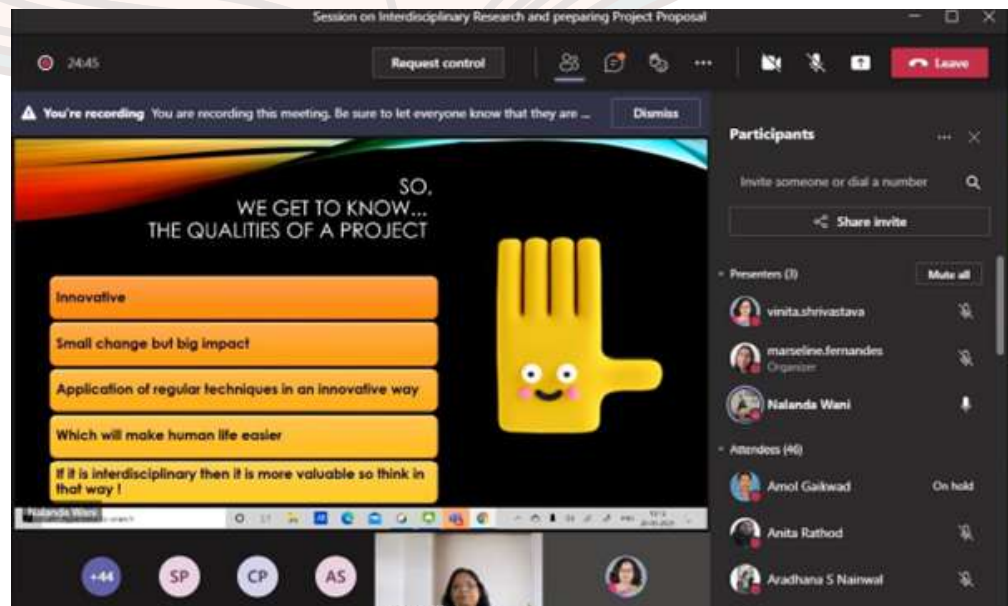 Session on Interdisciplinary Research and preparing Project Proposal
24:45
Request control
Leave
You're recording You are recording this meeting. Be sure to let everyone know that they are ...
Dismiss
SO,
WE GET TO KNOW...
THE QUALITIES OF A PROJECT
Innovative
Small change but big impact
Application of regular techniques in an innovative way
Which will make human life easier
If it is interdisciplinary then it is more valuable so think in
that way !
Nalanda Wani
+44
SP
CP
AS
Participants
Invite someone or dial a number
Share invite
Presenters (3)
Mute all
vinita.shrivastava
marseline.fernandes
Organizer
Nalanda Wani
Attendees (46)
Amol Gaikwad
On hold
Anita Rathod
Aradhana S Nainwal